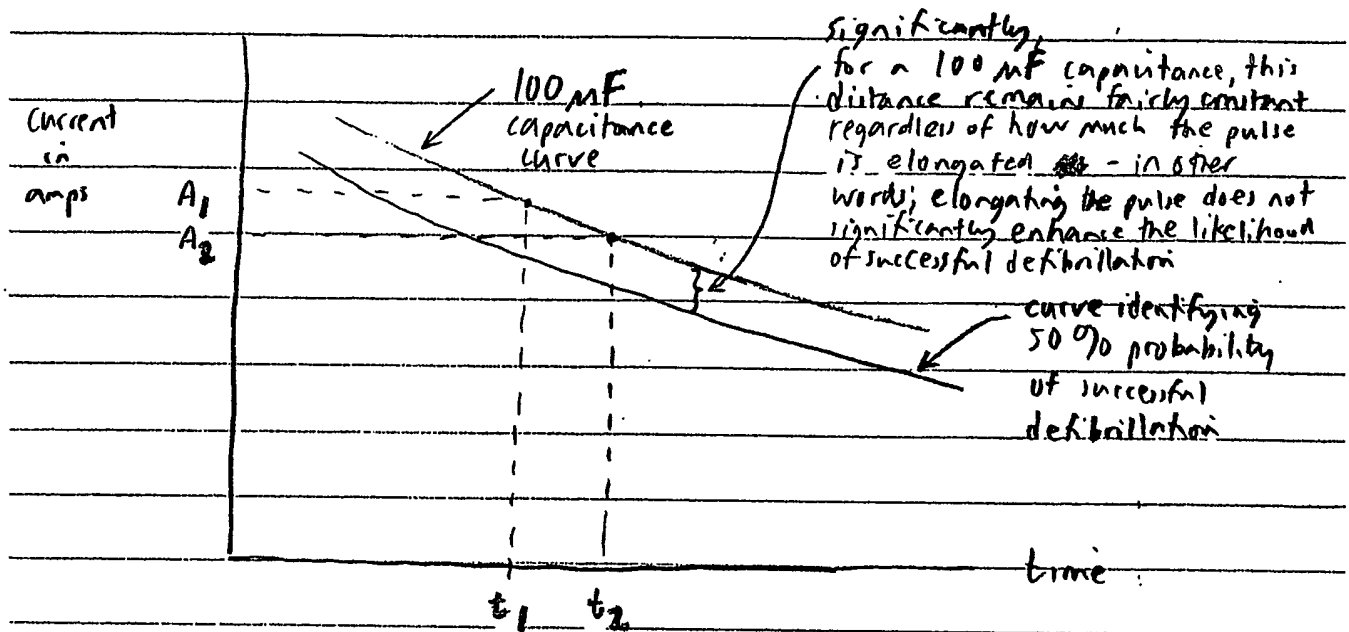 significantly,
for a 100 µF capacitance, this
distance remains fairly constant
regardless of how much the pulse
is elongated - in other
words; elongating the pulse does not
significantly enhance the likelihood
of successful defibrillation
100 µF
capacitance
curve
current
in
amps
A1
A2
curve identifying
50% probability
of successful
defibrillation
time
t1
t2